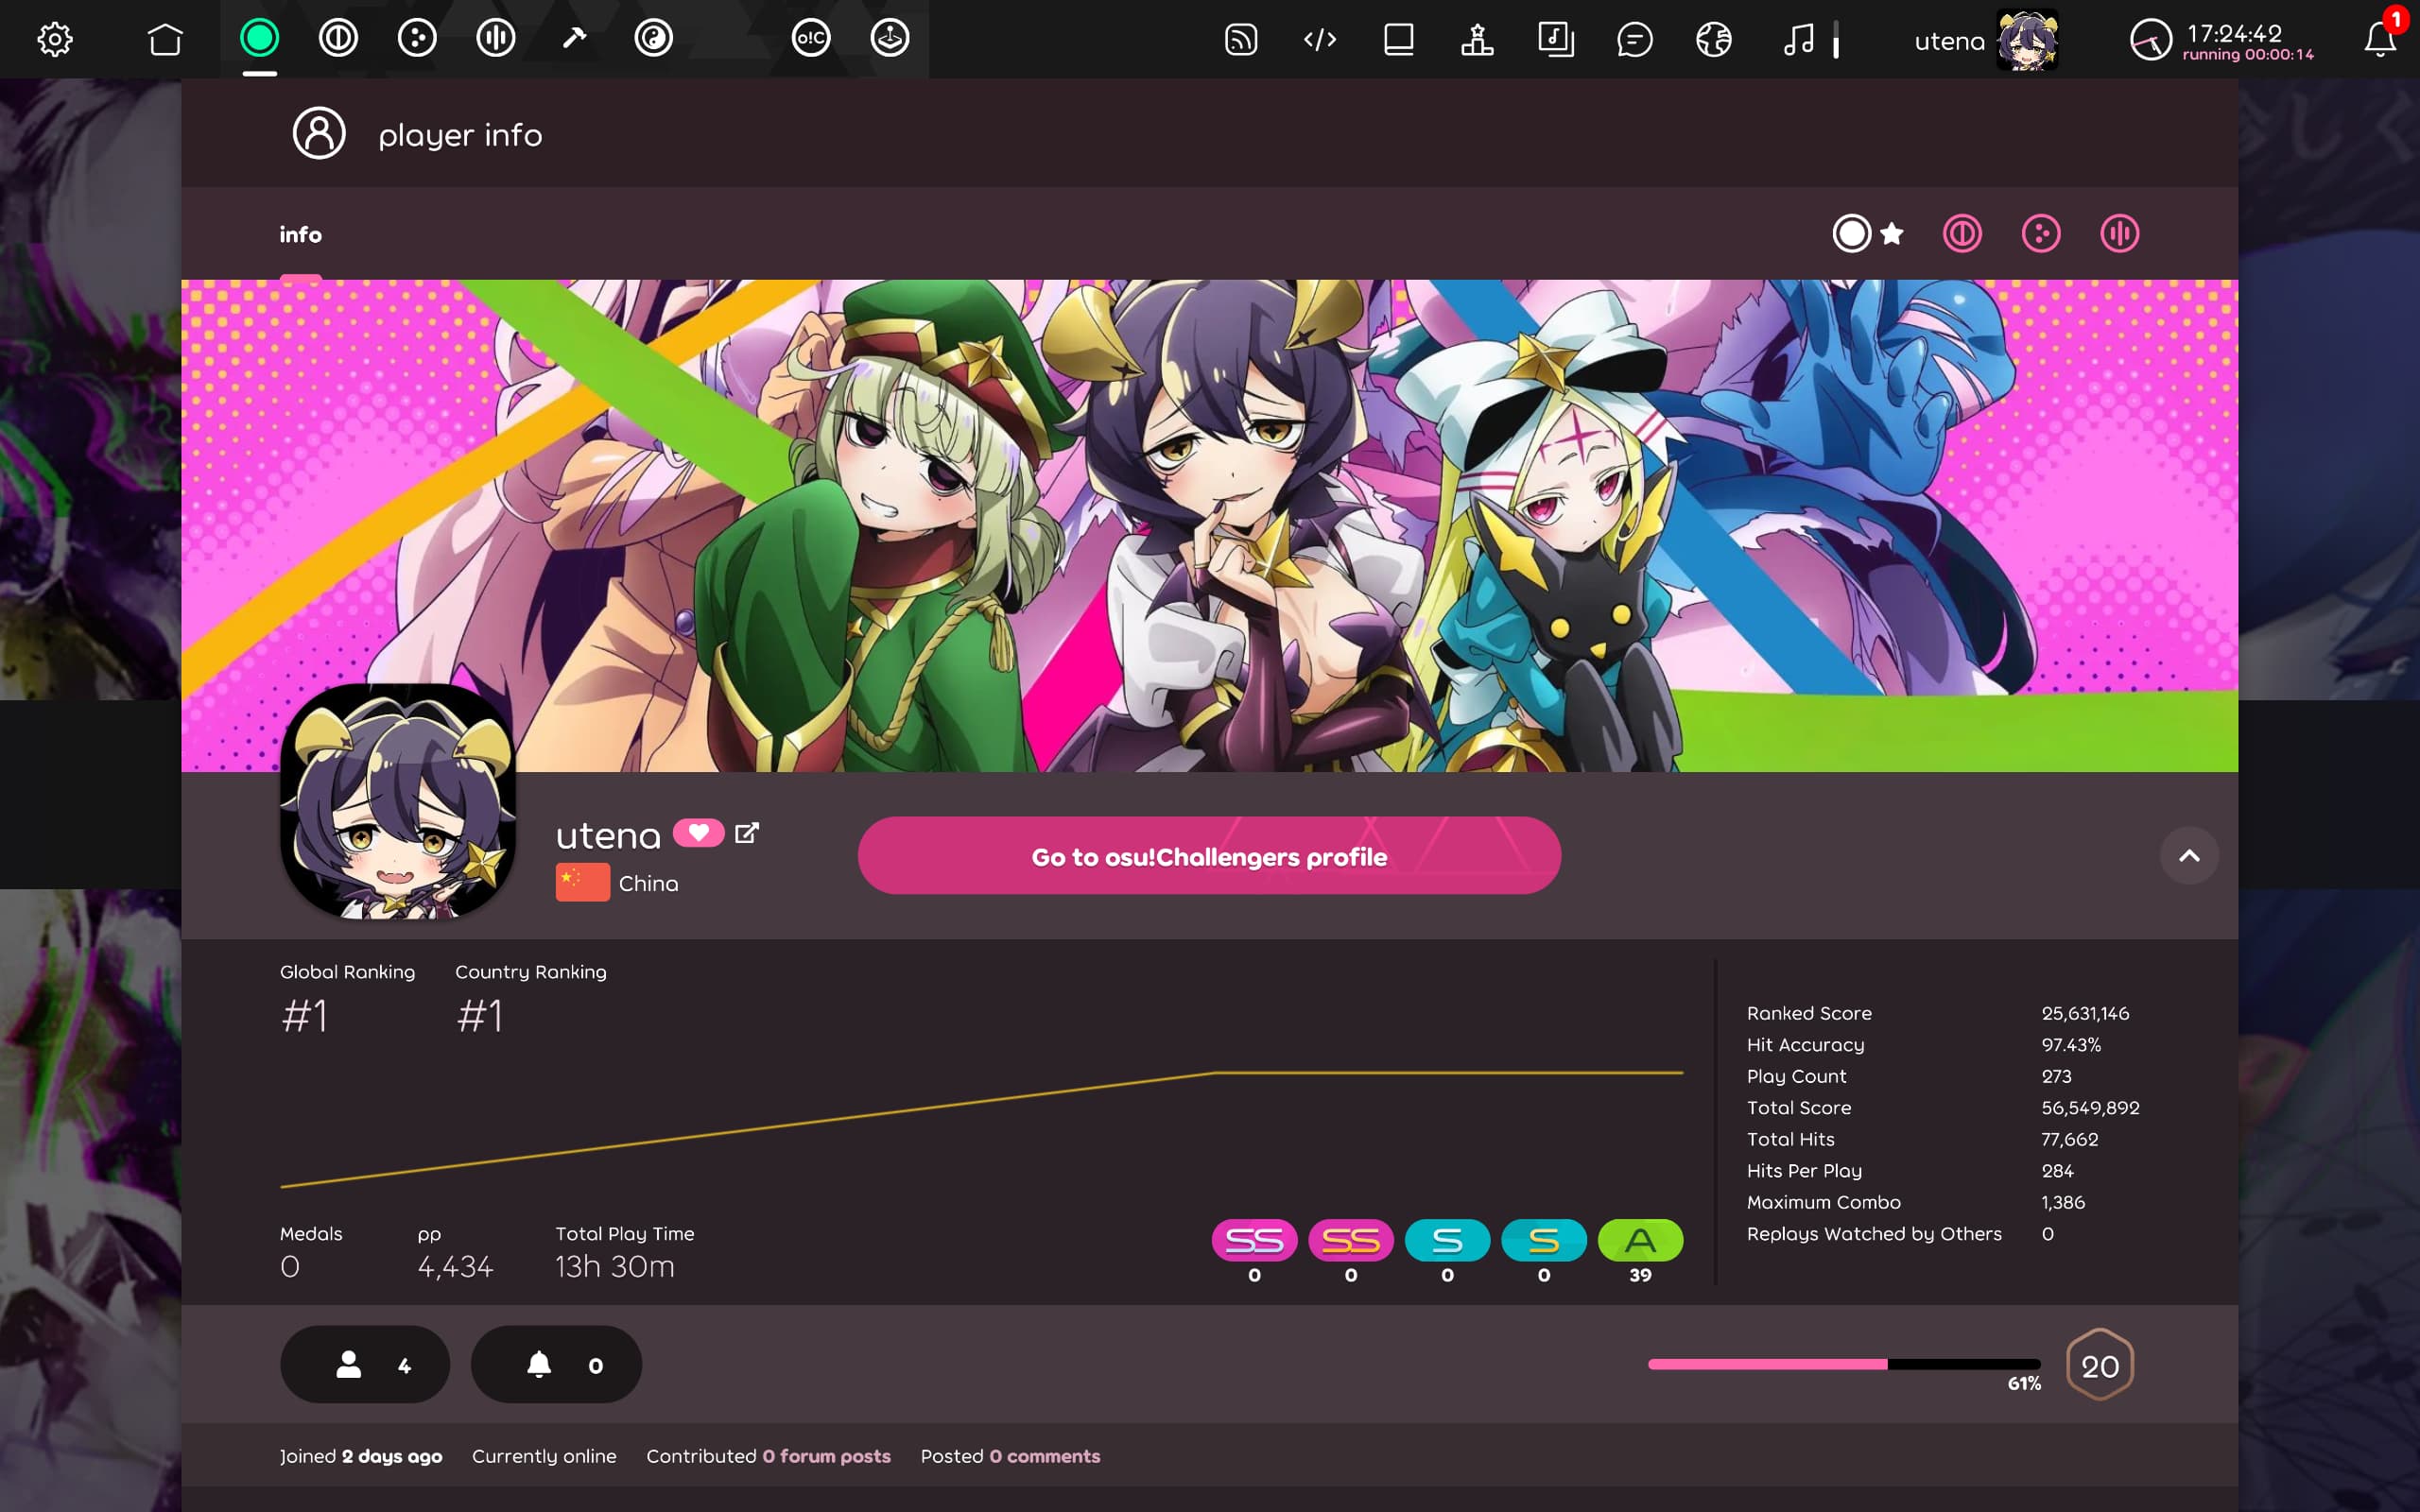 o!C
utena
17:24:42
running 00:00:14
1
player info
info
utena
China
Go to osu!Challengers profile
Global Ranking
Country Ranking
#1
#1
Ranked Score 25,631,146
Hit Accuracy 97.43%
Play Count 273
Total Score 56,549,892
Total Hits 77,662
Hits Per Play 284
Maximum Combo 1,386
Replays Watched by Others 0
Medals
pp
Total Play Time
0
4,434
13h 30m
SS SS S S A
0 0 0 0 39
4
0
61%
20
Joined 2 days ago Currently online Contributed 0 forum posts Posted 0 comments